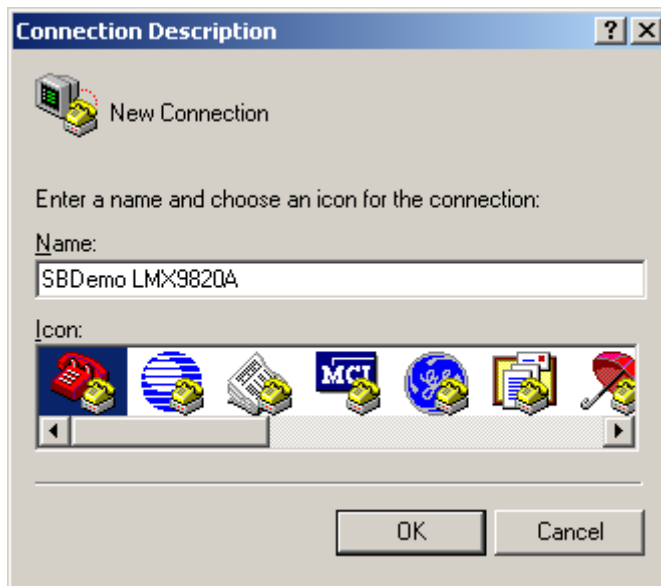 Connection Description
New Connection
Enter a name and choose an icon for the connection:
Name:
SBDemo LMX9820A
Icon:
MCI
OK Cancel